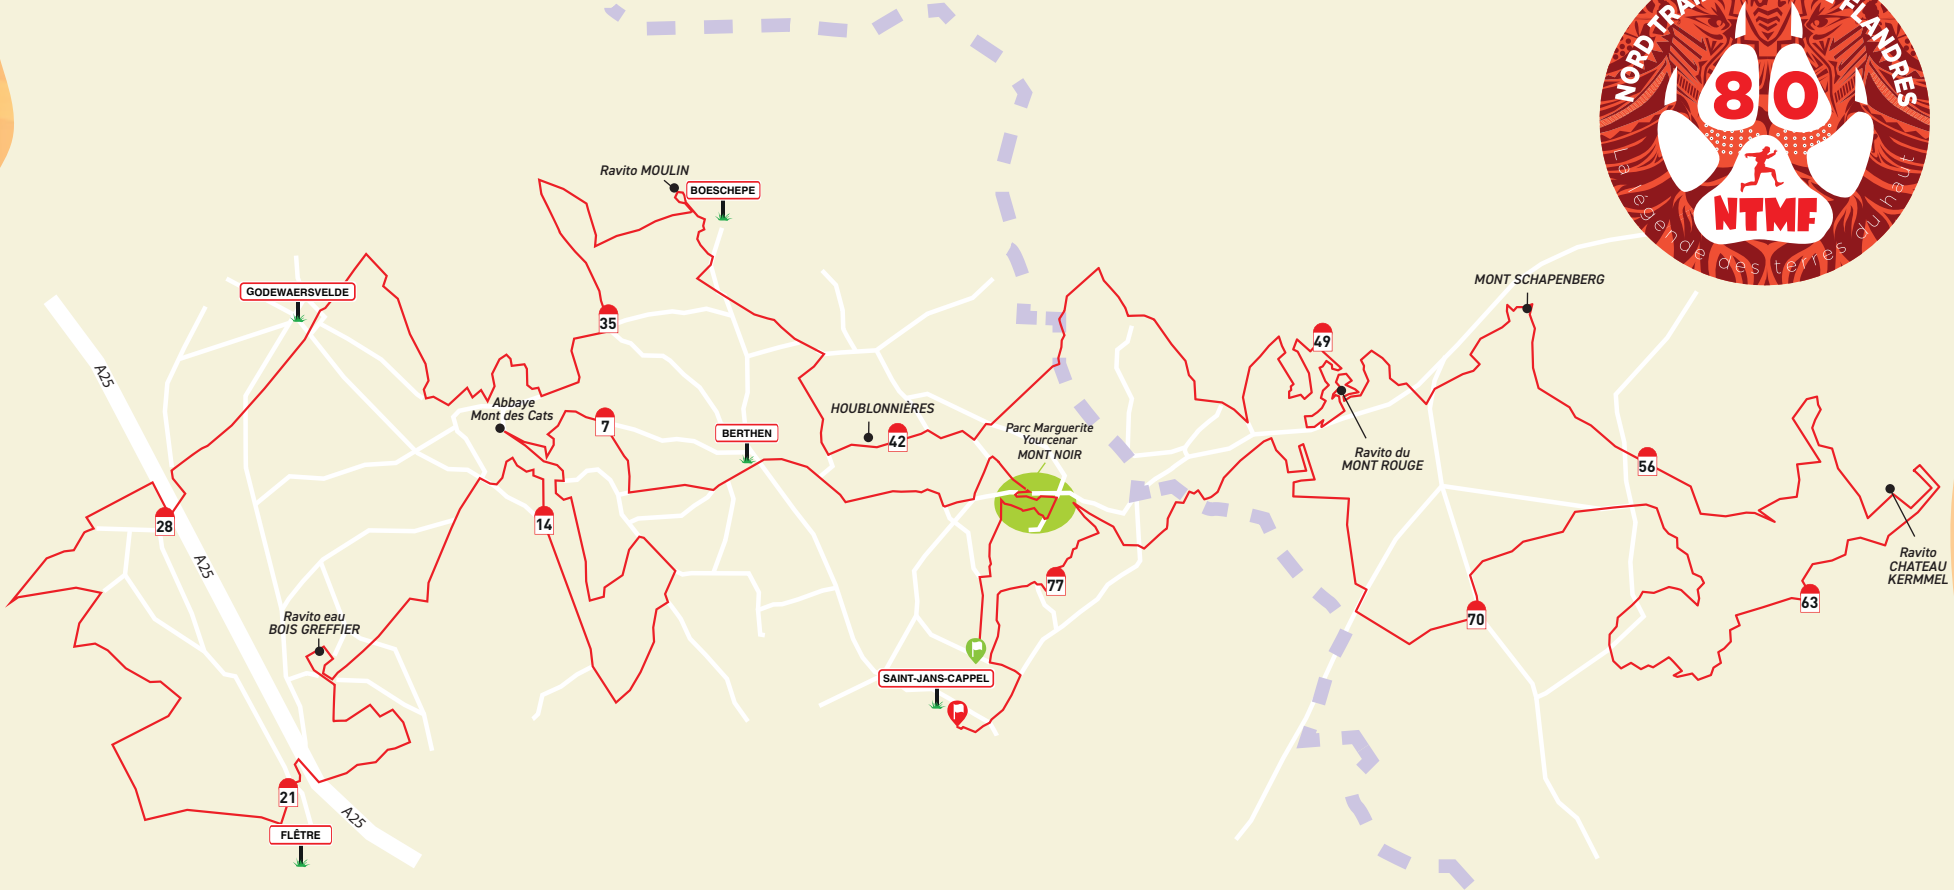 NORD TRAI
FLANDRES
80
NTMF
La légende des terres du haut
Ravito MOULIN
BOESCHEPE
GODEWAERSVELDE
MONT SCHAPENBERG
35
49
A25
Abbaye
Mont des Cats
7
BERTHEN
HOUBLONNIÈRES
42
Parc Marguerite
Yourcenar
MONT NOIR
Ravito du
MONT ROUGE
56
28
14
A25
77
Ravito
CHATEAU
KERMMEL
63
70
Ravito eau
BOIS GREFFIER
SAINT-JANS-CAPPEL
21
A25
FLÊTRE